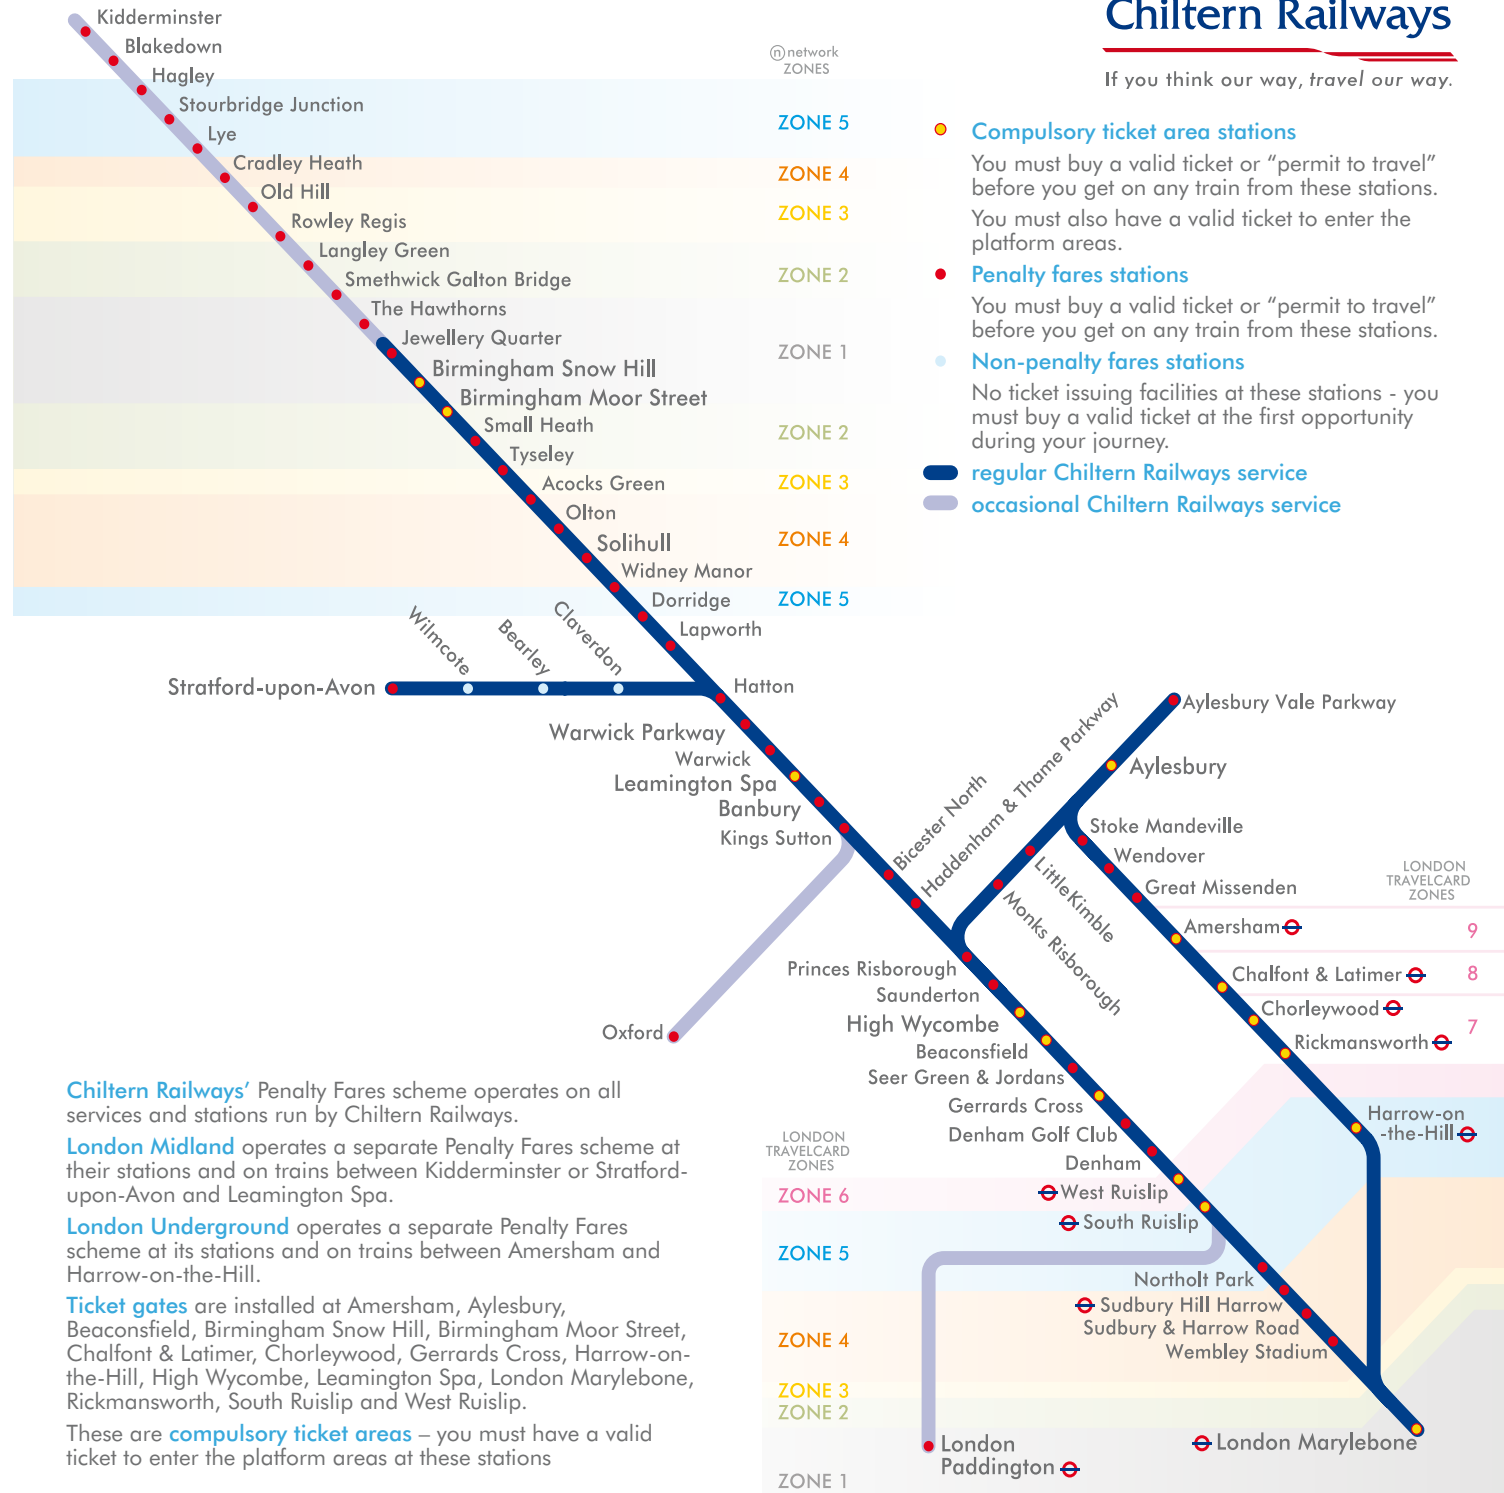 Kidderminster
Blakedown
Hagley
Stourbridge Junction
Lye
Cradley Heath
Old Hill
Rowley Regis
Langley Green
Smethwick Galton Bridge
The Hawthorns
Jewellery Quarter
Birmingham Snow Hill
Birmingham Moor Street
Small Heath
Tyseley
Acocks Green
Olton
Solihull
Widney Manor
Dorridge
Lapworth
Hatton
Claverdon
Bearley
Wilmcote
Stratford-upon-Avon
Warwick Parkway
Warwick
Leamington Spa
Banbury
Kings Sutton
Oxford
Bicester North
Haddenham & Thame Parkway
n network
ZONES
ZONE 5
ZONE 4
ZONE 3
ZONE 2
ZONE 1
ZONE 2
ZONE 3
ZONE 4
ZONE 5
Chiltern Railways
If you think our way, travel our way.
Compulsory ticket area stations
You must buy a valid ticket or “permit to travel”
before you get on any train from these stations.
You must also have a valid ticket to enter the
platform areas.
Penalty fares stations
You must buy a valid ticket or “permit to travel”
before you get on any train from these stations.
Non-penalty fares stations
No ticket issuing facilities at these stations - you
must buy a valid ticket at the first opportunity
during your journey.
regular Chiltern Railways service
occasional Chiltern Railways service
Aylesbury Vale Parkway
Aylesbury
LittleKimble
Monks Risborough
Stoke Mandeville
Wendover
Great Missenden
Amersham
Chalfont & Latimer
Chorleywood
Rickmansworth
Harrow-on
-the-Hill
LONDON
TRAVELCARD
ZONES
9
8
7
Princes Risborough
Saunderton
High Wycombe
Beaconsfield
Seer Green & Jordans
Gerrards Cross
Denham Golf Club
Denham
West Ruislip
South Ruislip
Northolt Park
Sudbury Hill Harrow
Sudbury & Harrow Road
Wembley Stadium
London Marylebone
London
Paddington
LONDON
TRAVELCARD
ZONES
ZONE 6
ZONE 5
ZONE 4
ZONE 3
ZONE 2
ZONE 1
Chiltern Railways’ Penalty Fares scheme operates on all
services and stations run by Chiltern Railways.
London Midland operates a separate Penalty Fares scheme at
their stations and on trains between Kidderminster or Stratford-
upon-Avon and Leamington Spa.
London Underground operates a separate Penalty Fares
scheme at its stations and on trains between Amersham and
Harrow-on-the-Hill.
Ticket gates are installed at Amersham, Aylesbury,
Beaconsfield, Birmingham Snow Hill, Birmingham Moor Street,
Chalfont & Latimer, Chorleywood, Gerrards Cross, Harrow-on-
the-Hill, High Wycombe, Leamington Spa, London Marylebone,
Rickmansworth, South Ruislip and West Ruislip.
These are compulsory ticket areas – you must have a valid
ticket to enter the platform areas at these stations